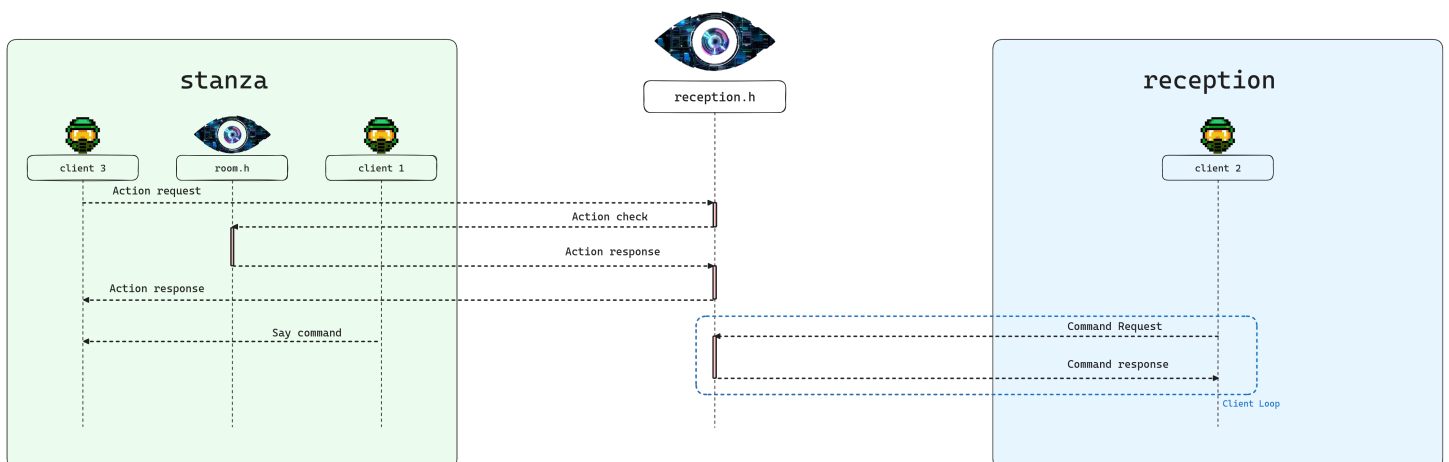 stanza
reception.h
reception
client 3
room.h
client 1
client 2
Action request
Action check
Action response
Action response
Say command
Command Request
Command response
Client Loop